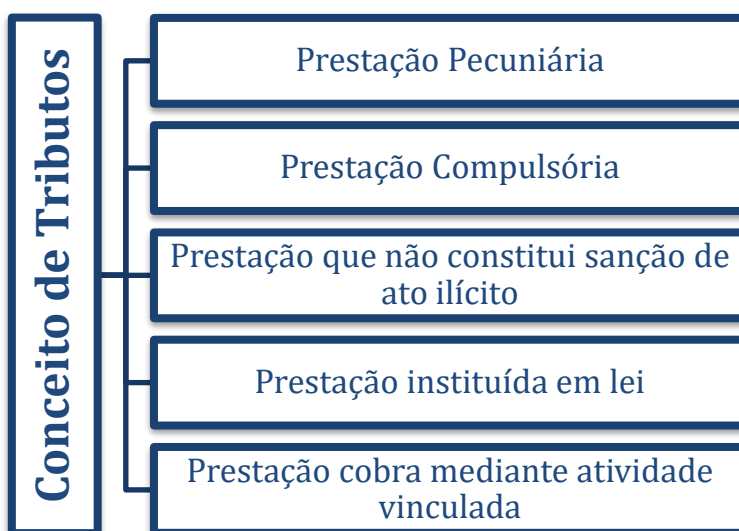 Conceito de Tributos
Prestação Pecuniária
Prestação Compulsória
Prestação que não constitui sanção de
ato ilícito
Prestação instituída em lei
Prestação cobra mediante atividade
vinculada